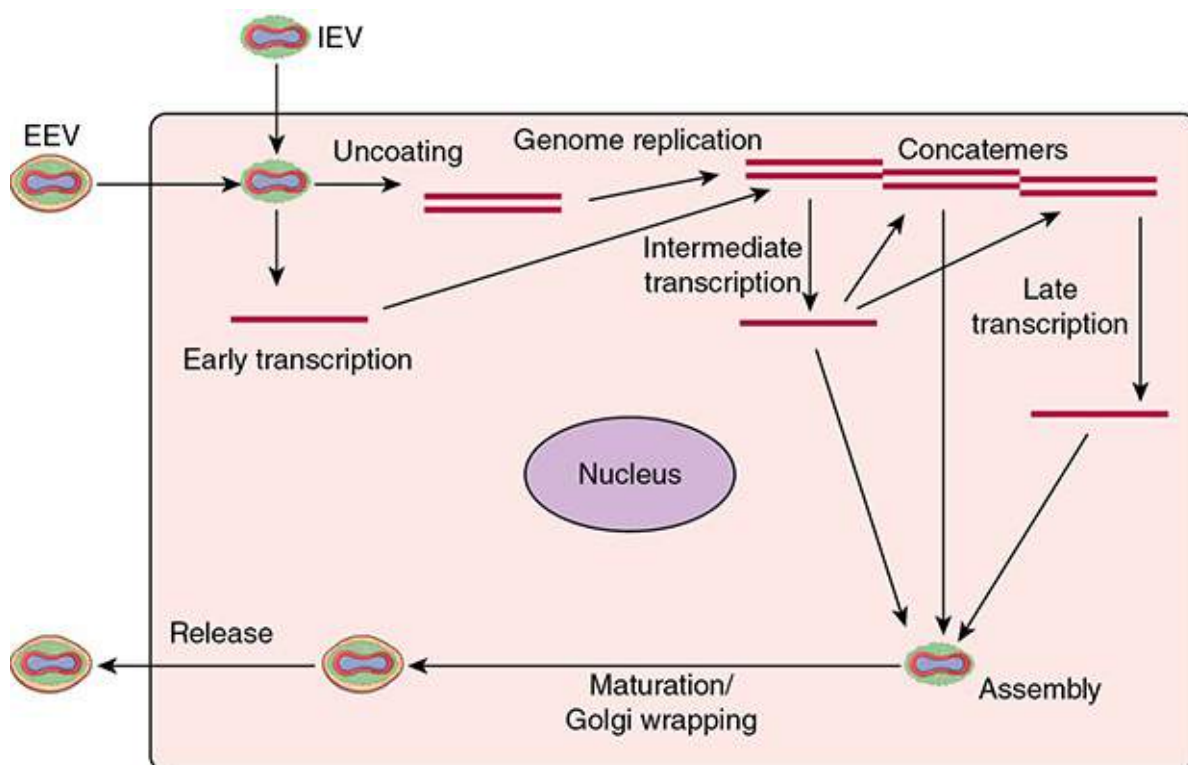 IEV
EEV
Uncoating
Genome replication
Concatemers
Intermediate
transcription
Late
transcription
Early transcription
Nucleus
Release
Maturation/
Golgi wrapping
Assembly